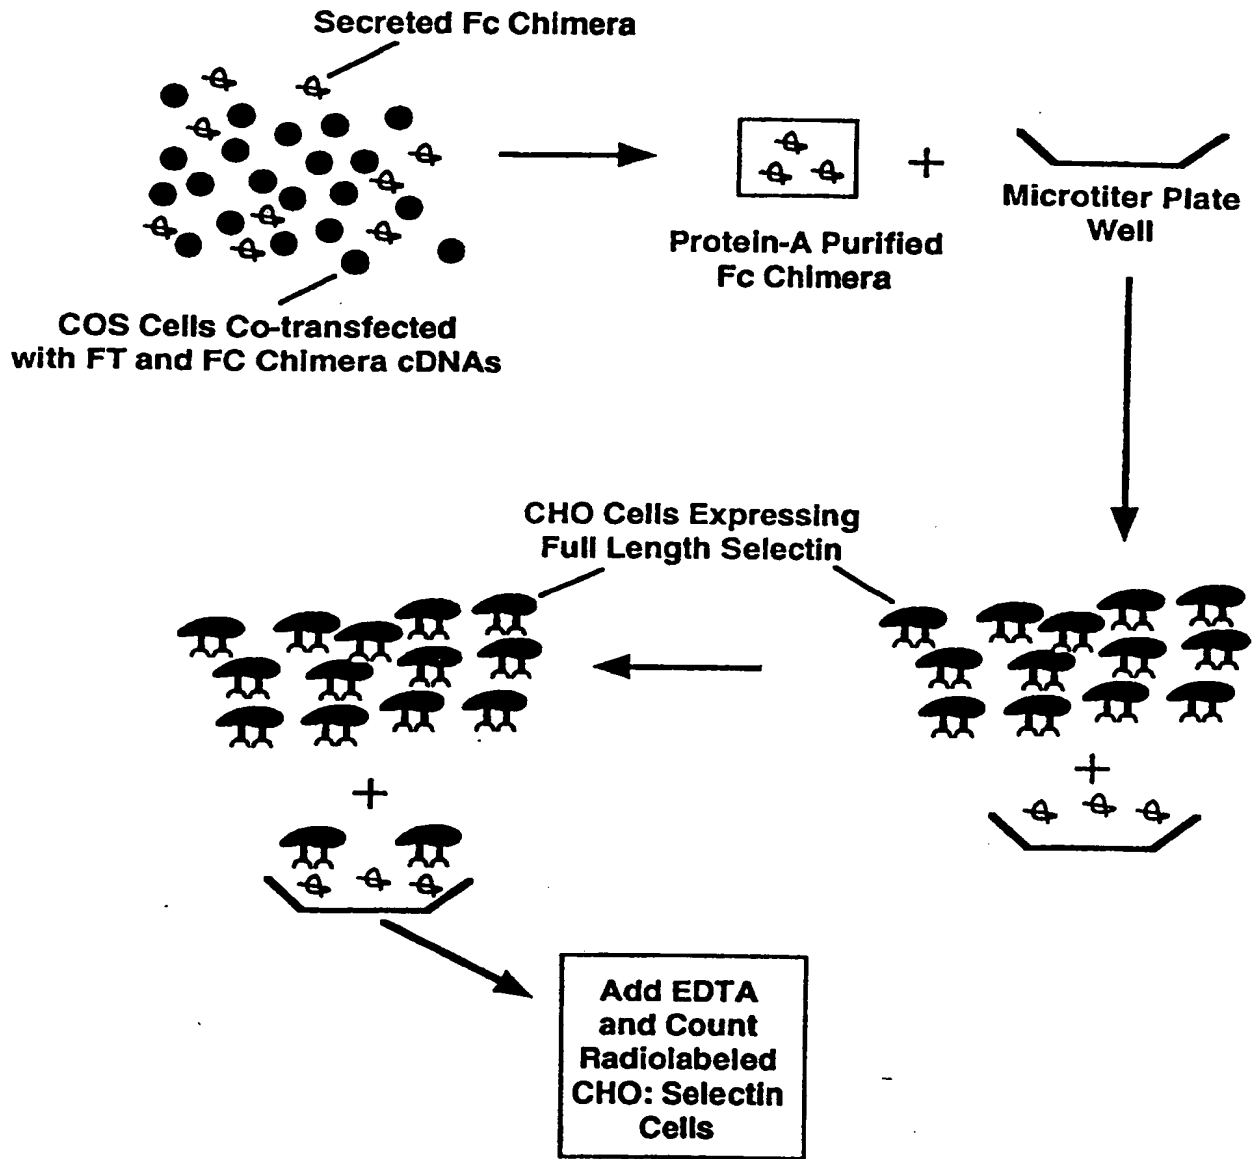 Secreted Fc Chimera
COS Cells Co-transfected
with FT and FC Chimera cDNAs
+
Protein-A Purified
Fc Chimera
Microtiter Plate
Well
CHO Cells Expressing
Full Length Selectin
+
+
Add EDTA
and Count
Radiolabeled
CHO: Selectin
Cells